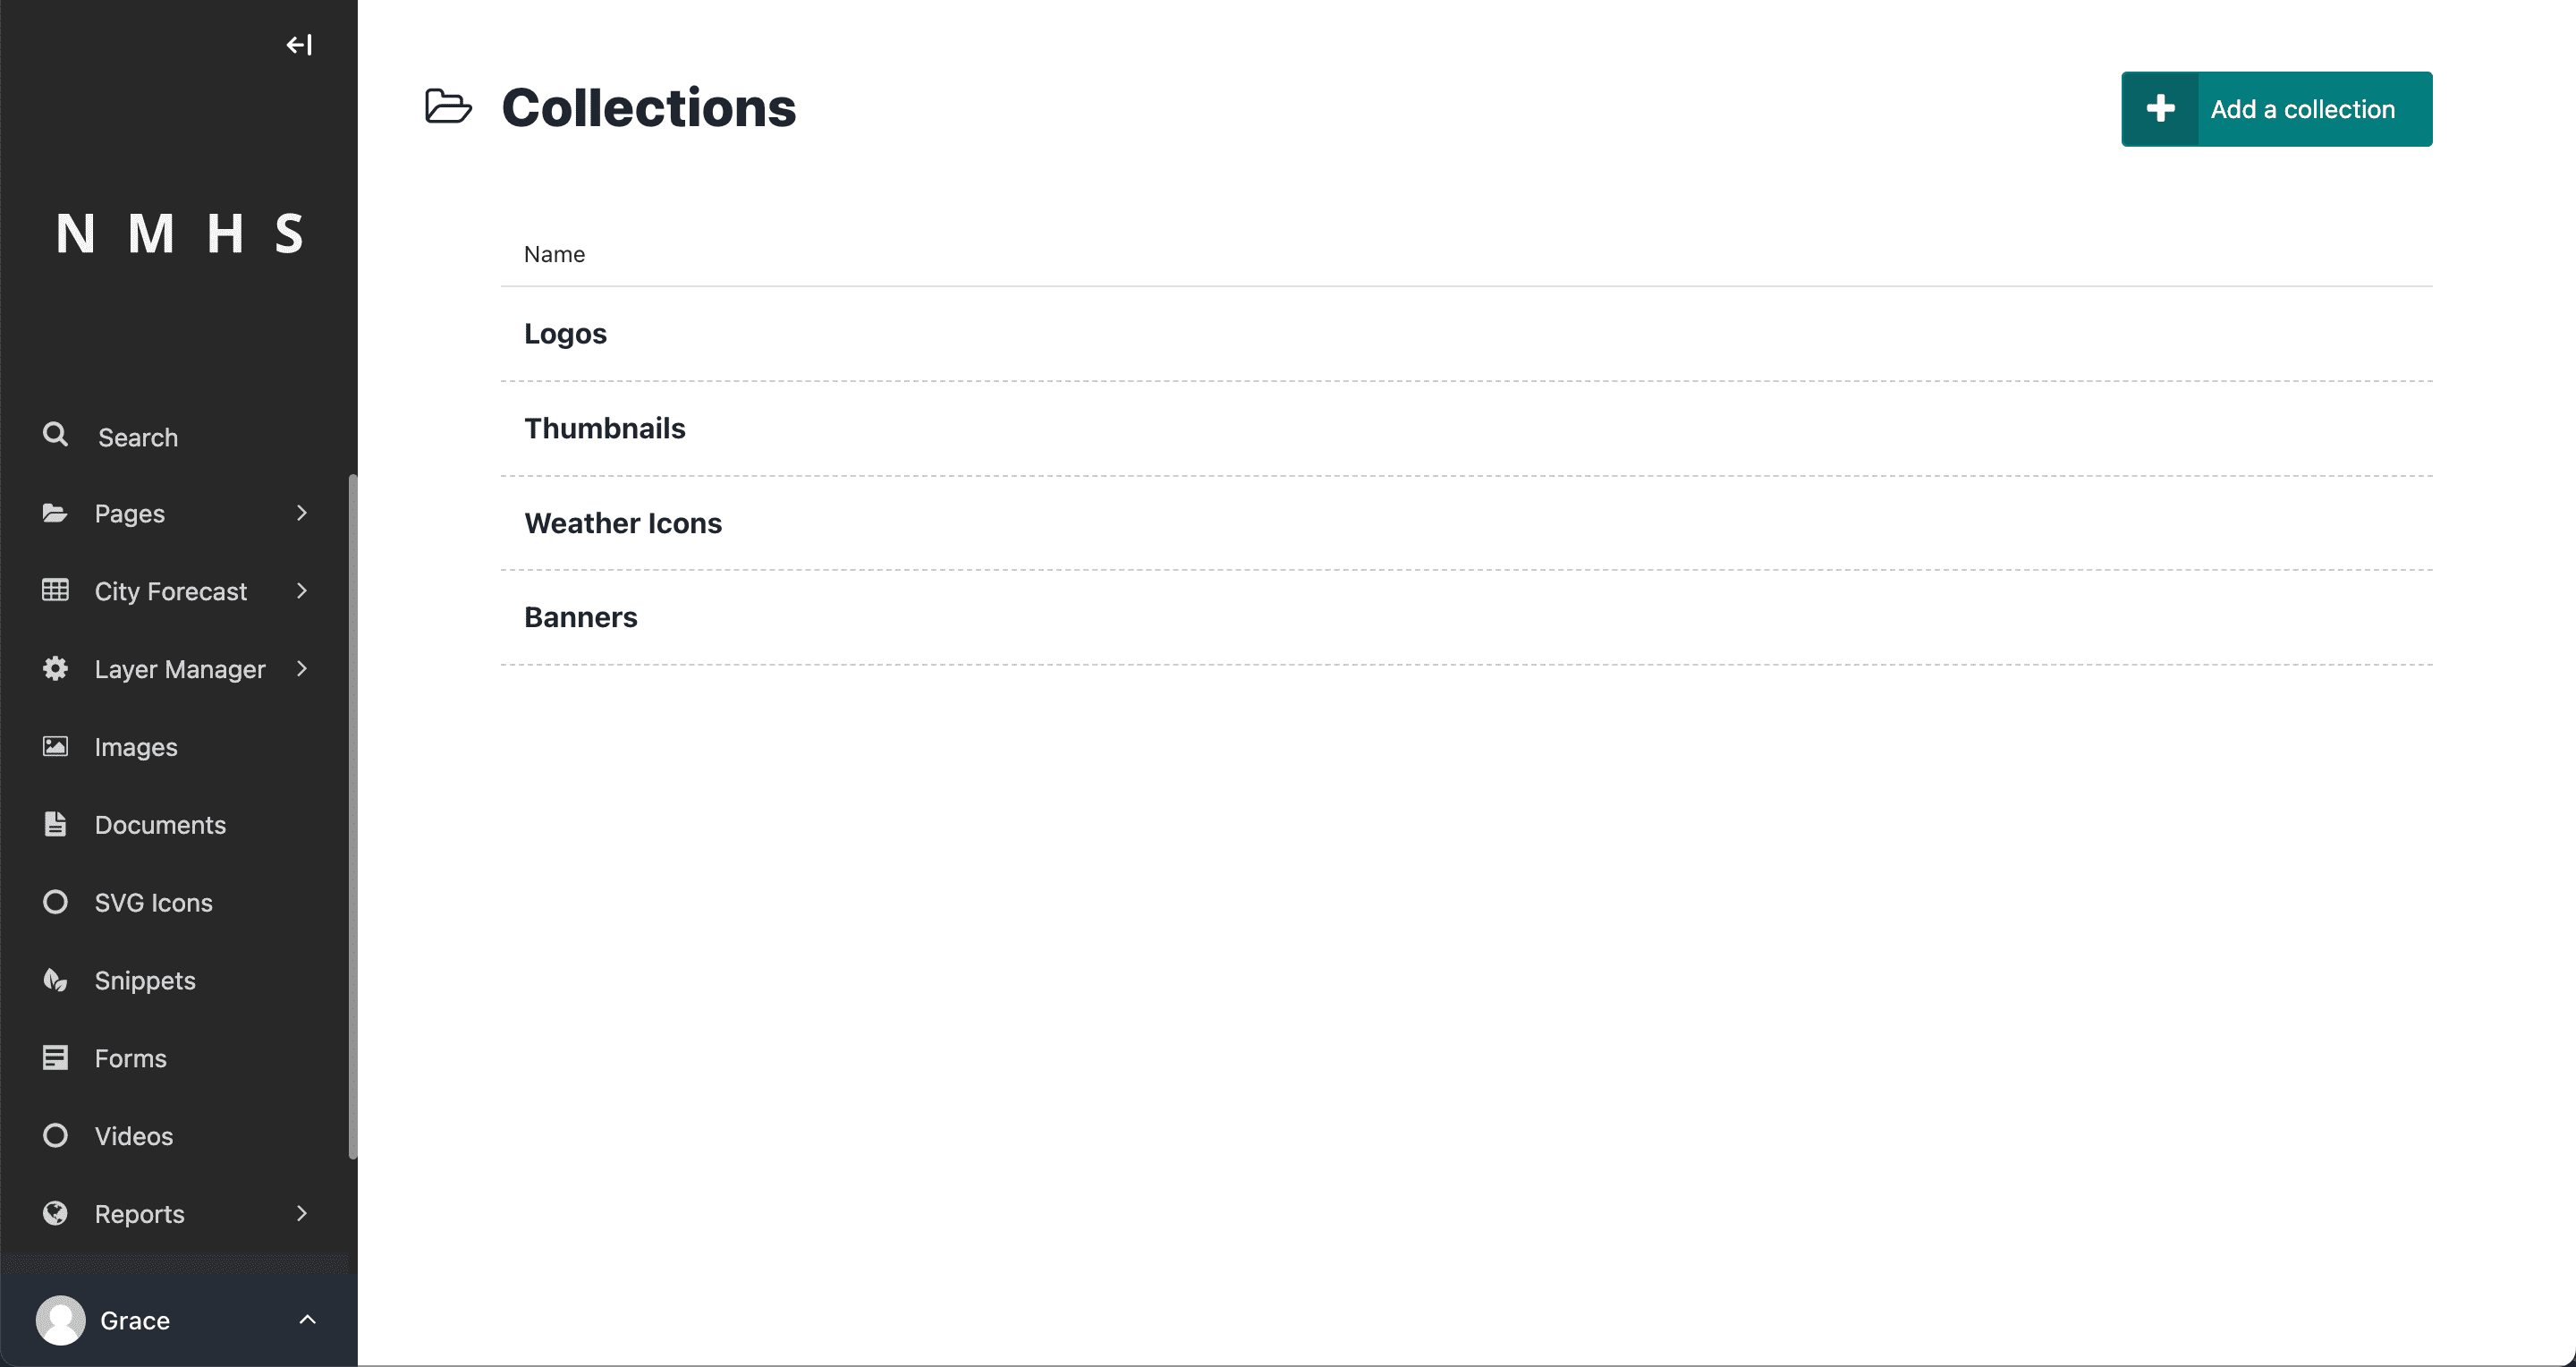 N M H S
Search
Pages
City Forecast
Layer Manager
Images
Documents
SVG Icons
Snippets
Forms
Videos
Reports
Grace
Collections
Add a collection
Name
Logos
Thumbnails
Weather Icons
Banners